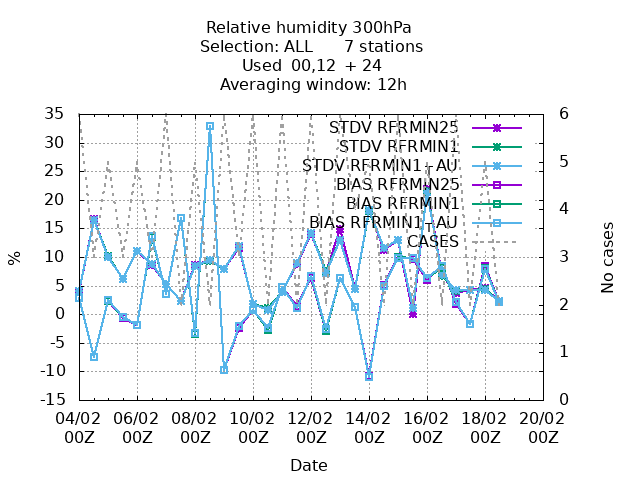 Relative humidity 300hPa
Selection: ALL 7 stations
Used 00,12 + 24
Averaging window: 12h
STDV RFRMIN25
STDV RFRMIN1
STDV RFRMIN1-AU
BIAS RFRMIN25
BIAS RFRMIN1
BIAS RFRMIN1-AU
CASES
35
30
25
20
15
10
5
0
-5
-10
-15
%
6
5
4
3
2
1
0
No cases
04/02 06/02 08/02 10/02 12/02 14/02 16/02 18/02 20/02
00Z 00Z 00Z 00Z 00Z 00Z 00Z 00Z 00Z
Date